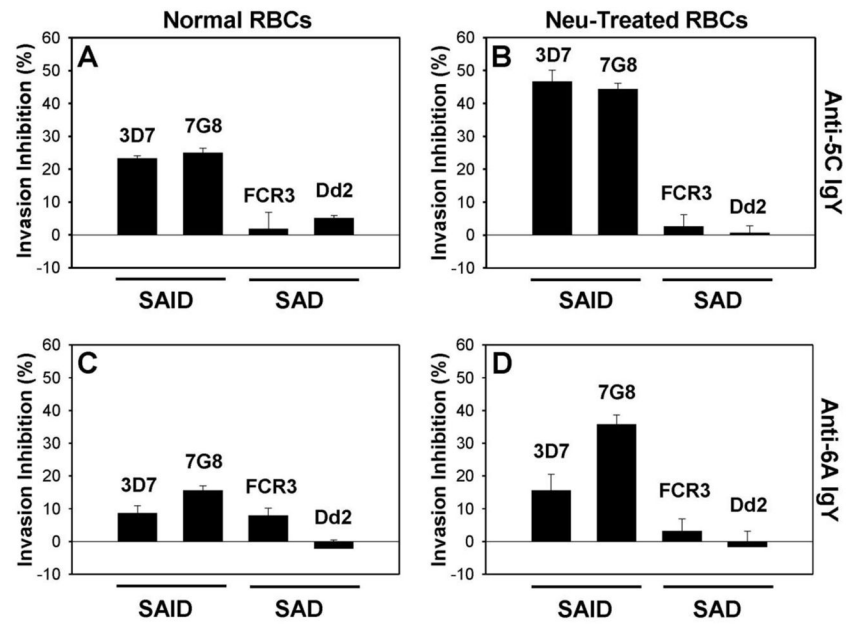 Normal RBCs
Neu-Treated RBCs
A
Invasion Inhibition (%)
60
50
40
30
20
10
0
-10
3D7
7G8
FCR3
Dd2
SAID
SAD
B
Invasion Inhibition (%)
60
50
40
30
20
10
0
-10
3D7
7G8
FCR3
Dd2
SAID
SAD
Anti-5C IgY
C
Invasion Inhibition (%)
60
50
40
30
20
10
0
-10
3D7
7G8
FCR3
Dd2
SAID
SAD
D
Invasion Inhibition (%)
60
50
40
30
20
10
0
-10
3D7
7G8
FCR3
Dd2
SAID
SAD
Anti-6A IgY